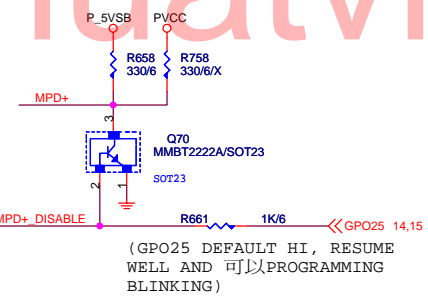 P_5VSB PVCC
R658 R758
330/6 330/6/X
MPD+
3
Q70
MMBT2222A/SOT23
SOT23
2 1
MPD+_DISABLE R661 1K/6 GPO25 14,15
(GPO25 DEFAULT HI, RESUME
WELL AND 可以PROGRAMMING
BLINKING)